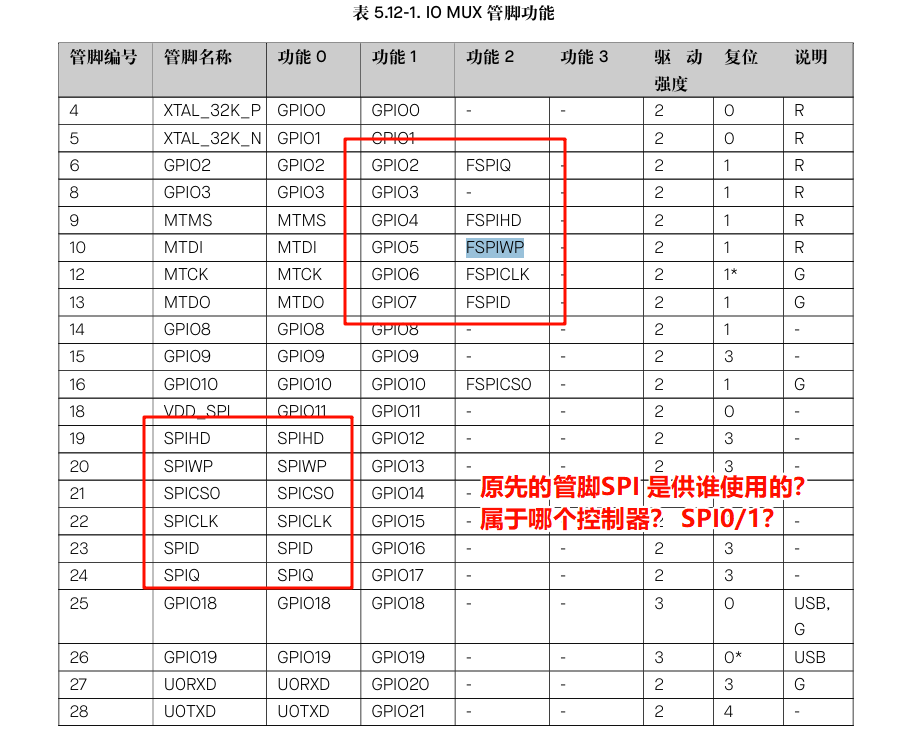 表 5.12-1. IO MUX 管脚功能
管脚编号 管脚名称 功能 0 功能 1 功能 2 功能 3 驱动强度 复位 说明
4 XTAL_32K_P GPIO0 GPIO0 - - 2 0 R
5 XTAL_32K_N GPIO1 GPIO1 - - 2 0 R
6 GPIO2 GPIO2 GPIO2 FSPIQ - 2 1 R
8 GPIO3 GPIO3 GPIO3 - - 2 1 R
9 MTMS MTMS GPIO4 FSPIHD - 2 1 R
10 MTDI MTDI GPIO5 FSPIWP - 2 1 R
12 MTCK MTCK GPIO6 FSPICLK - 2 1* G
13 MTDO MTDO GPIO7 FSPID - 2 1 G
14 GPIO8 GPIO8 GPIO8 - - 2 1 -
15 GPIO9 GPIO9 GPIO9 - - 2 3 -
16 GPIO10 GPIO10 GPIO10 FSPICS0 - 2 1 G
18 VDD_SPI GPIO11 GPIO11 - - 2 0 -
19 SPIHD SPIHD GPIO12 - - 2 3 -
20 SPIWP SPIWP GPIO13 - - 2 3 -
21 SPICS0 SPICS0 GPIO14 -
原先的管脚SPI 是供谁使用的?
22 SPICLK SPICLK GPIO15 - -
属于哪个控制器? SPI0/1?
23 SPID SPID GPIO16 - - 2 3 -
24 SPIQ SPIQ GPIO17 - - 2 3 -
25 GPIO18 GPIO18 GPIO18 - - 3 0 USB, G
26 GPIO19 GPIO19 GPIO19 - - 3 0* USB
27 U0RXD U0RXD GPIO20 - - 2 3 G
28 U0TXD U0TXD GPIO21 - - 2 4 -